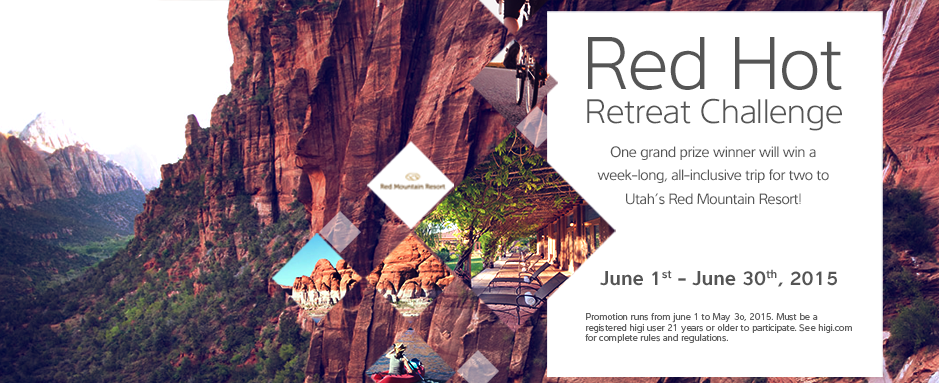 Red Mountain Resort
Red Hot
Retreat Challenge
One grand prize winner will win a
week-long, all-inclusive trip for two to
Utah's Red Mountain Resort!
June 1st - June 30th, 2015
Promotion runs from june 1 to May 3o, 2015. Must be a
registered higi user 21 years or older to participate. See higi.com
for complete rules and regulations.